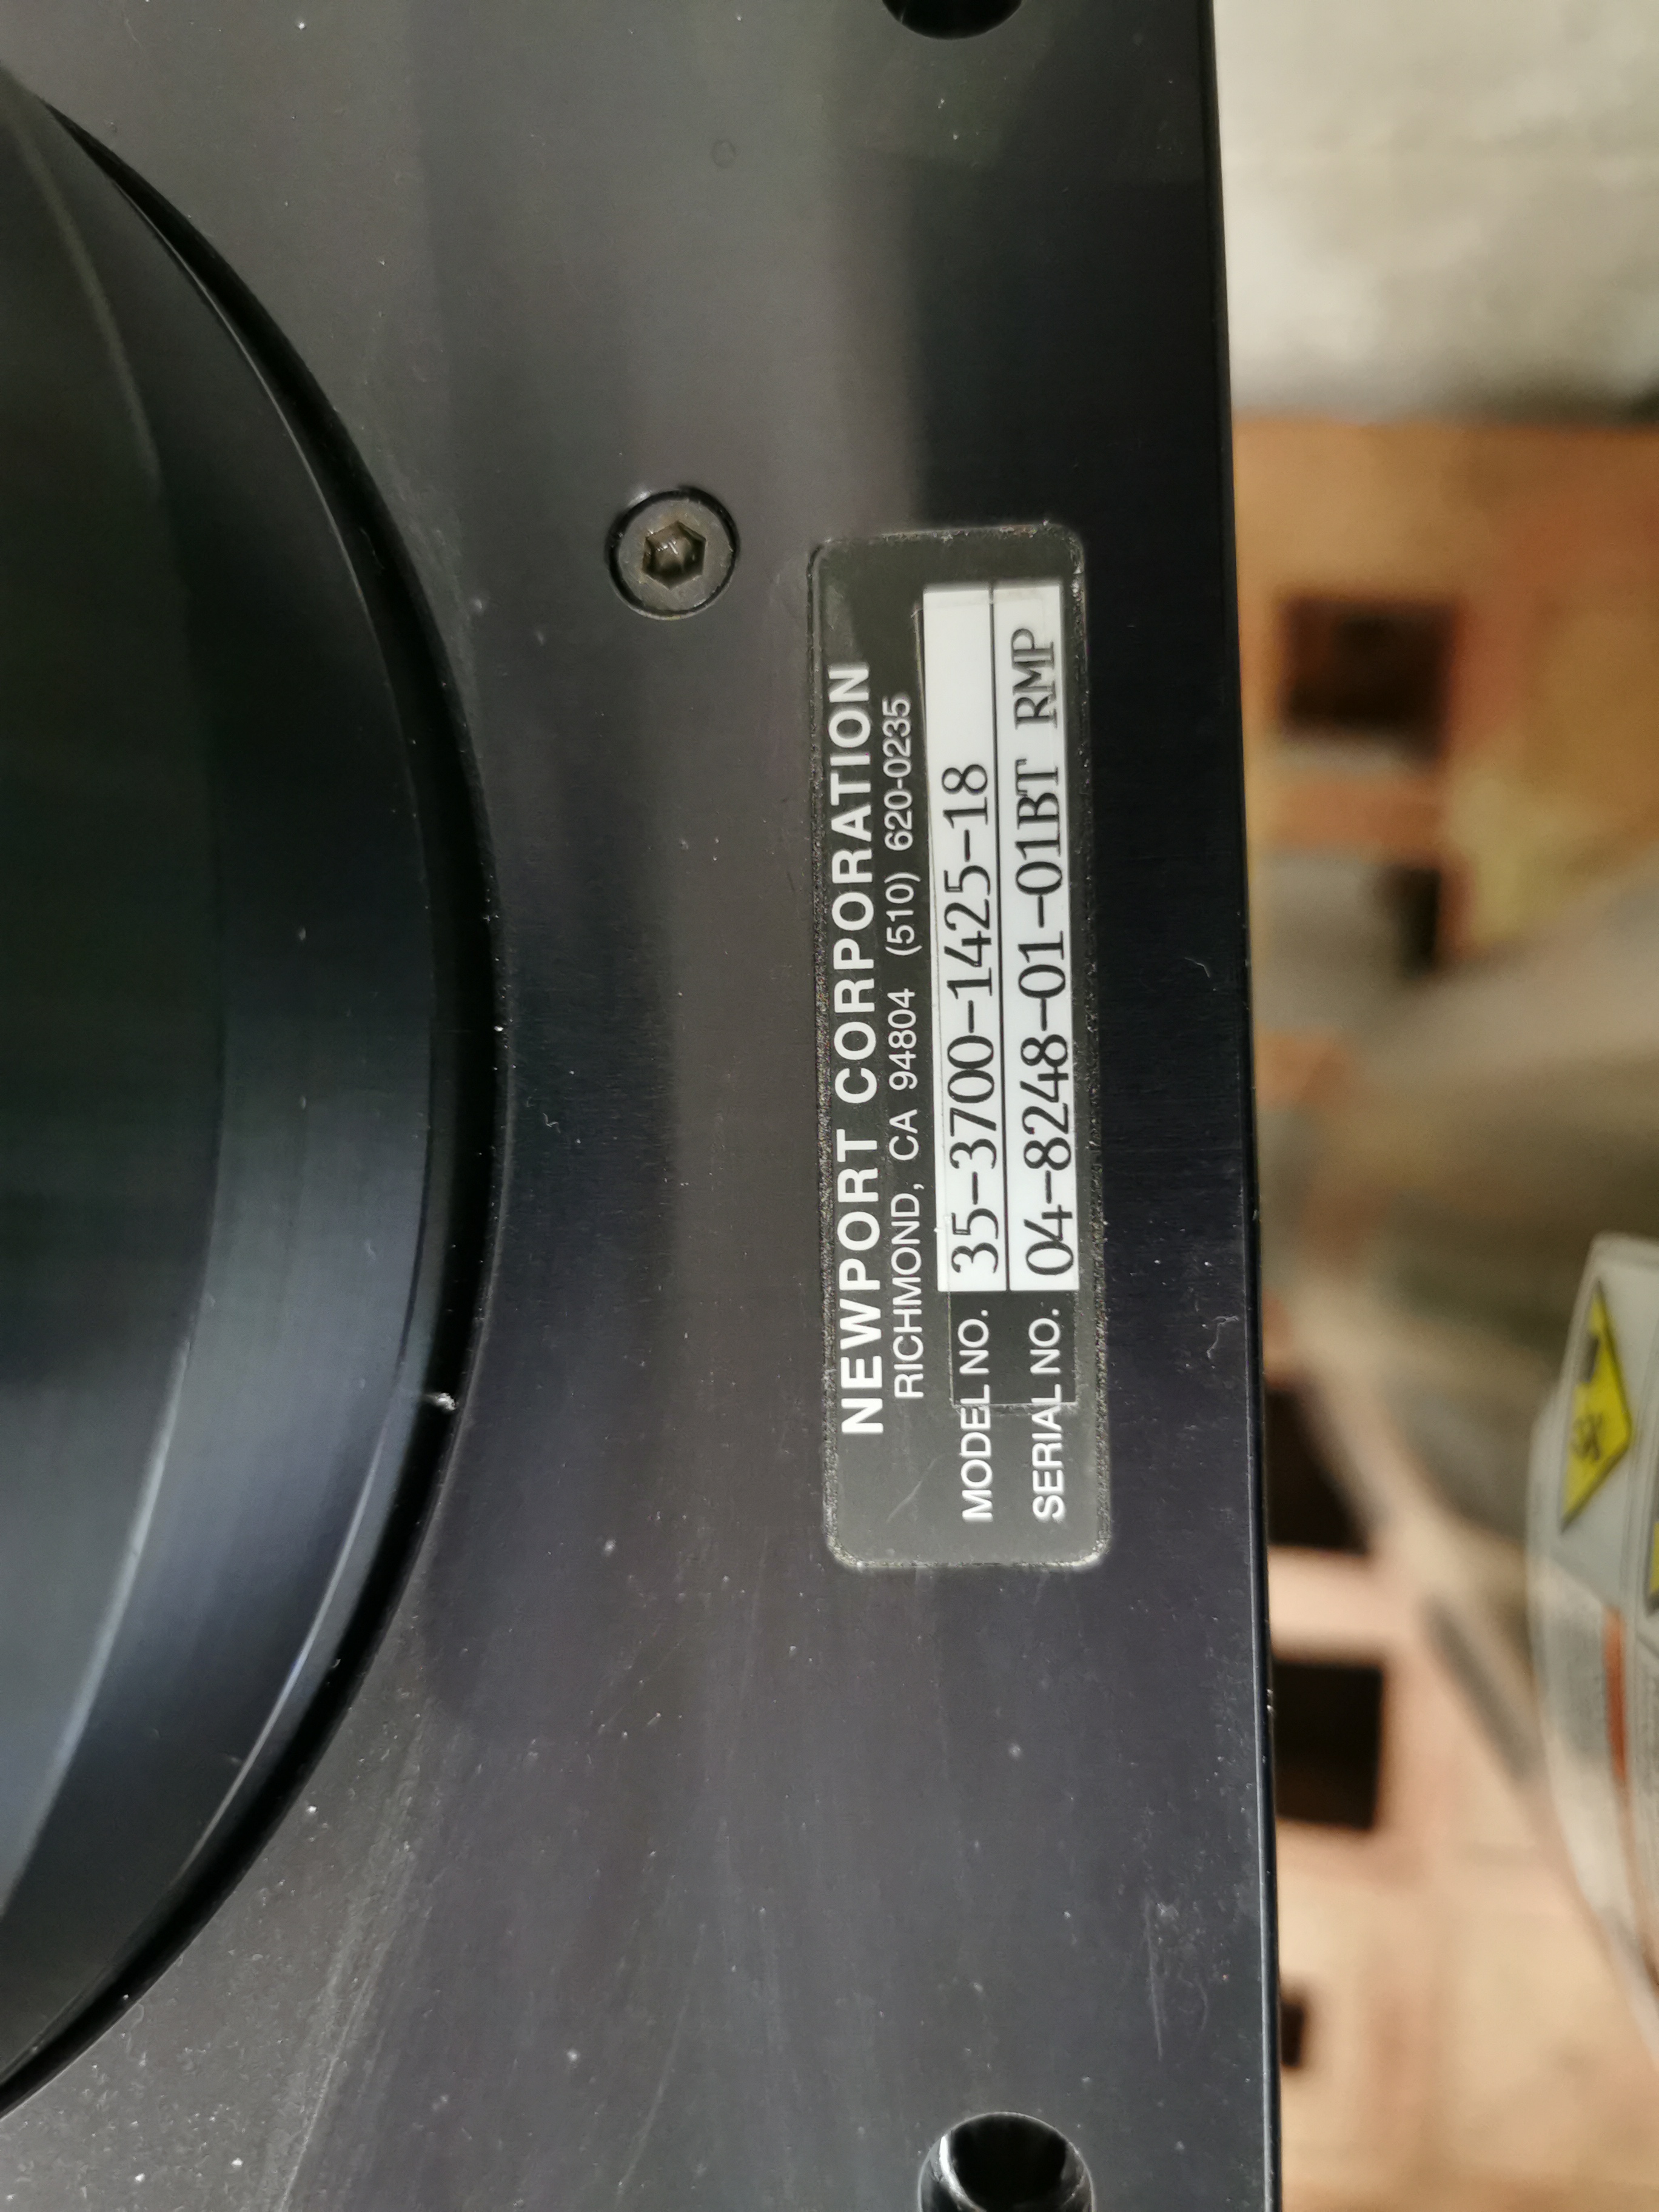 NEWPORT CORPORATION
RICHMOND, CA 94804 (510) 620-0235
MODEL NO. 35-3700-1425-18
SERIAL NO. 04-8248-01-01BT RMP